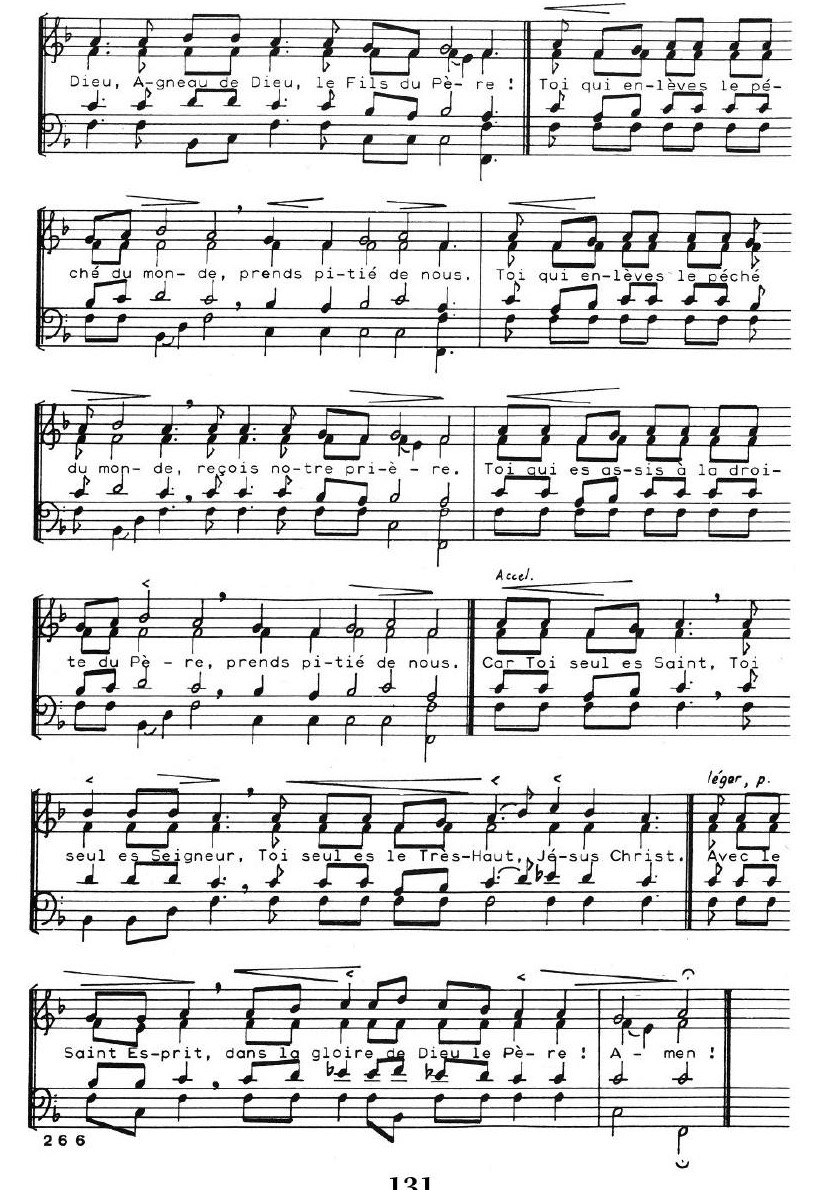 Dieu, A-gneau de Dieu, le Fils du Pè-re ! Toi qui en-lèves le pé-
ché du mon-de, prends pi-tié de nous. Toi qui en-lèves le péché
du mon-de, reçois no-tre pri-è-re. Toi qui es as-sis à la droi-
Accel.
te du Pè-re, prends pi-tié de nous. Car Toi seul es Saint, Toi
léger, p.
seul es Seigneur, Toi seul es le Très-Haut, Jé-sus Christ. Avec le
Saint Es-prit, dans la gloire de Dieu le Pè-re ! A-men !
266
131